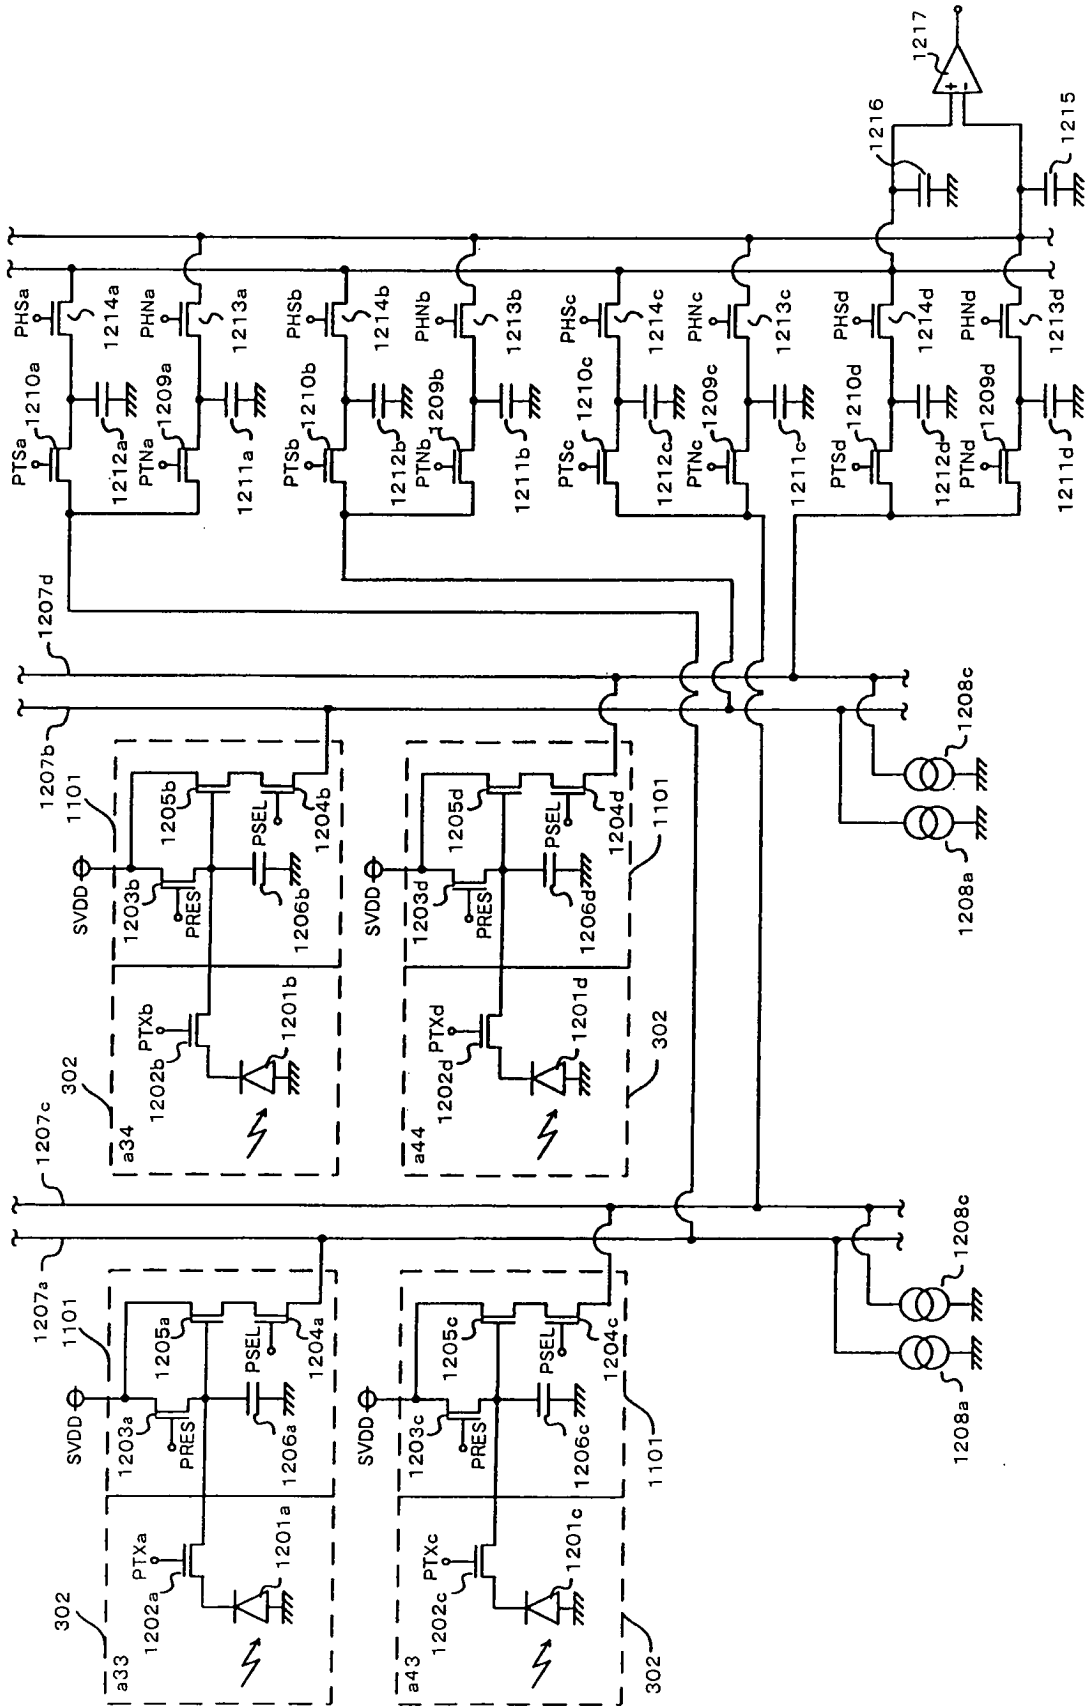 PTSa
1210a
PHSa
1214a
1212a
PTNa
1209a
PHNa
1213a
1211a
PTSb
1210b
PHSb
1214b
1212b
PTNb
1209b
PHNb
1213b
1211b
PTSc
1210c
PHSc
1214c
1212c
PTNc
1209c
PHNc
1213c
1211c
PTSd
1210d
PHSd
1214d
1212d
PTNd
1209d
PHNd
1213d
1211d
1216
1217
+
-
1215
1207b
1207d
1101
SVDD
1203b
PRES
1205b
PSEL
1204b
1206b
302
PTXb
1202b
1201b
a34
SVDD
1203d
PRES
1205d
PSEL
1204d
1206d
1101
PTXd
1202d
1201d
302
a44
1208c
1208a
1207a
1207c
1101
SVDD
1203a
PRES
1205a
PSEL
1204a
1206a
302
PTXa
1202a
1201a
a33
SVDD
1203c
PRES
1205c
PSEL
1204c
1206c
1101
PTXc
1202c
1201c
302
a43
1208c
1208a